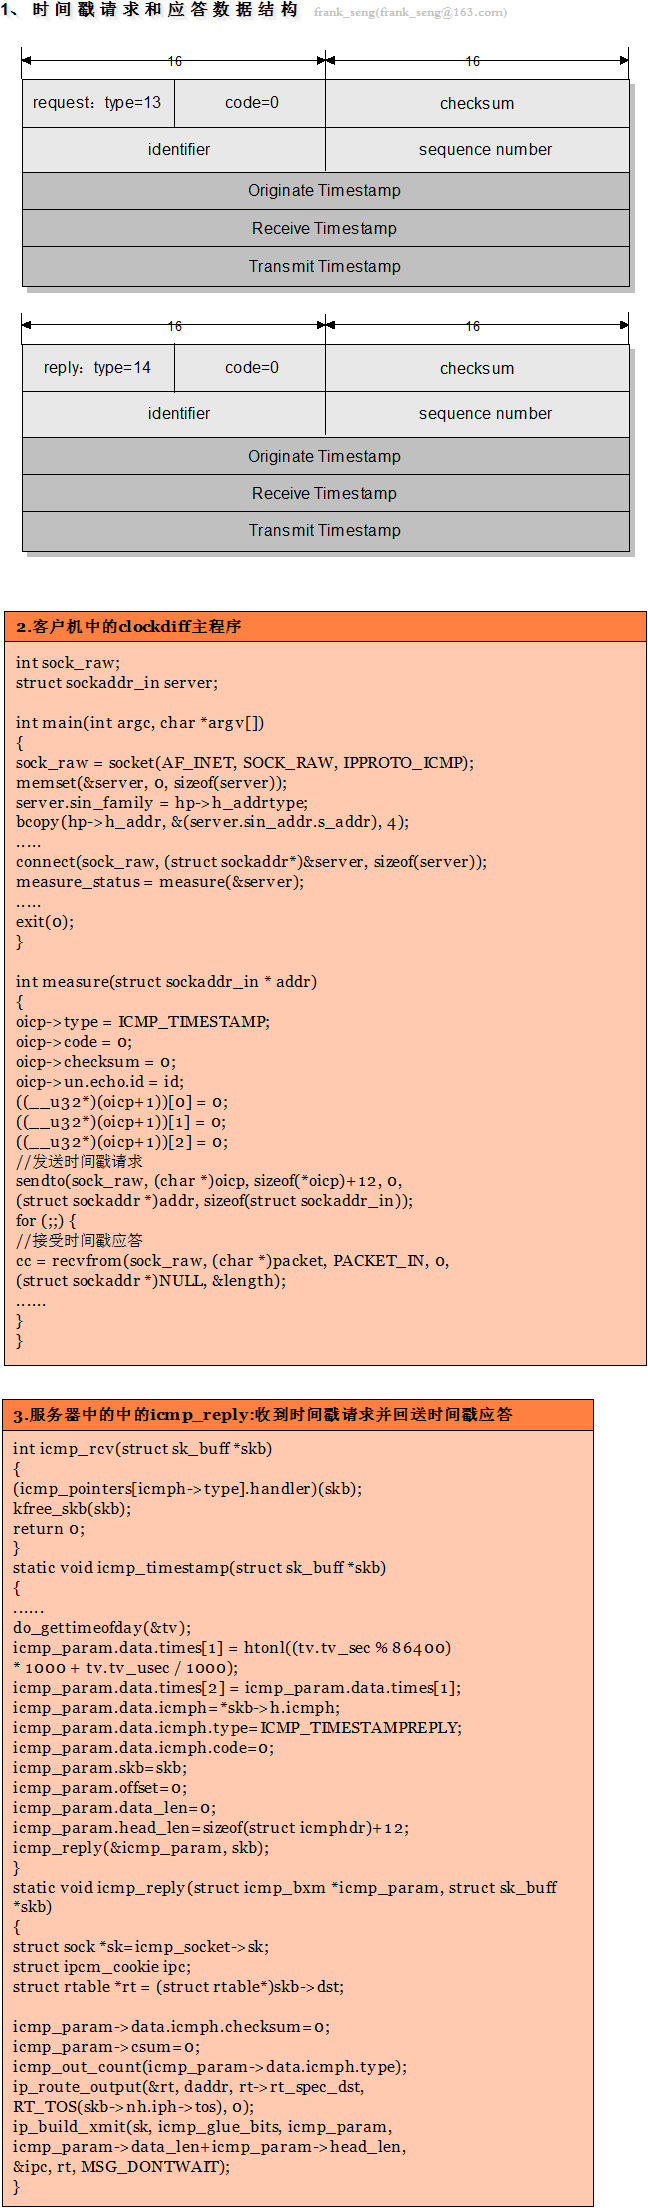 1、时间戳请求和应答数据结构 frank_seng(frank_seng@163.com)
16 16
request：type=13 code=0 checksum
identifier sequence number
Originate Timestamp
Receive Timestamp
Transmit Timestamp
16 16
reply：type=14 code=0 checksum
identifier sequence number
Originate Timestamp
Receive Timestamp
Transmit Timestamp
2.客户机中的clockdiff主程序
int sock_raw;
struct sockaddr_in server;
int main(int argc, char *argv[])
{
sock_raw = socket(AF_INET, SOCK_RAW, IPPROTO_ICMP);
memset(&server, 0, sizeof(server));
server.sin_family = hp->h_addrtype;
bcopy(hp->h_addr, &(server.sin_addr.s_addr), 4);
.....
connect(sock_raw, (struct sockaddr*)&server, sizeof(server));
measure_status = measure(&server);
.....
exit(0);
}
int measure(struct sockaddr_in * addr)
{
oicp->type = ICMP_TIMESTAMP;
oicp->code = 0;
oicp->checksum = 0;
oicp->un.echo.id = id;
((__u32*)(oicp+1))[0] = 0;
((__u32*)(oicp+1))[1] = 0;
((__u32*)(oicp+1))[2] = 0;
//发送时间戳请求
sendto(sock_raw, (char *)oicp, sizeof(*oicp)+12, 0,
(struct sockaddr *)addr, sizeof(struct sockaddr_in));
for (;;) {
//接受时间戳应答
cc = recvfrom(sock_raw, (char *)packet, PACKET_IN, 0,
(struct sockaddr *)NULL, &length);
......
}
}
3.服务器中的中的icmp_reply:收到时间戳请求并回送时间戳应答
int icmp_rcv(struct sk_buff *skb)
{
(icmp_pointers[icmph->type].handler)(skb);
kfree_skb(skb);
return 0;
}
static void icmp_timestamp(struct sk_buff *skb)
{
......
do_gettimeofday(&tv);
icmp_param.data.times[1] = htonl((tv.tv_sec % 86400)
* 1000 + tv.tv_usec / 1000);
icmp_param.data.times[2] = icmp_param.data.times[1];
icmp_param.data.icmph=*skb->h.icmph;
icmp_param.data.icmph.type=ICMP_TIMESTAMPREPLY;
icmp_param.data.icmph.code=0;
icmp_param.skb=skb;
icmp_param.offset=0;
icmp_param.data_len=0;
icmp_param.head_len=sizeof(struct icmphdr)+12;
icmp_reply(&icmp_param, skb);
}
static void icmp_reply(struct icmp_bxm *icmp_param, struct sk_buff
*skb)
{
struct sock *sk=icmp_socket->sk;
struct ipcm_cookie ipc;
struct rtable *rt = (struct rtable*)skb->dst;
icmp_param->data.icmph.checksum=0;
icmp_param->csum=0;
icmp_out_count(icmp_param->data.icmph.type);
ip_route_output(&rt, daddr, rt->rt_spec_dst,
RT_TOS(skb->nh.iph->tos), 0);
ip_build_xmit(sk, icmp_glue_bits, icmp_param,
icmp_param->data_len+icmp_param->head_len,
&ipc, rt, MSG_DONTWAIT);
}